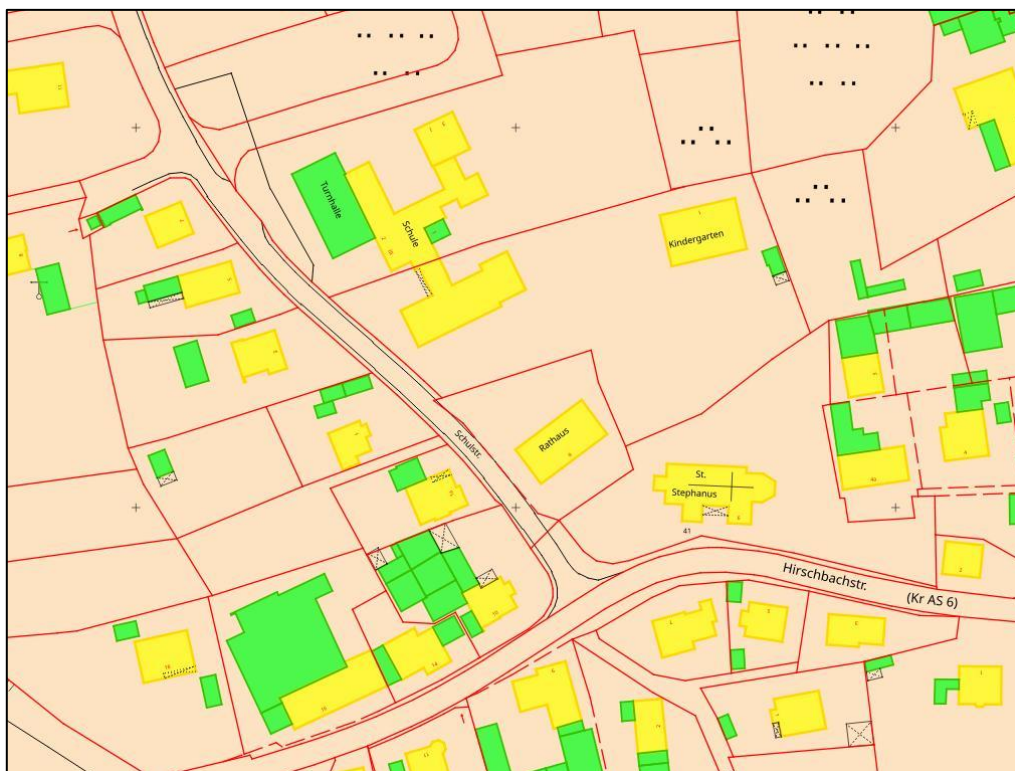 Turnhalle
Schule
Kindergarten
Schulstr.
Rathaus
St.
Stephanus
41
Hirschbachstr.
(Kr AS 6)